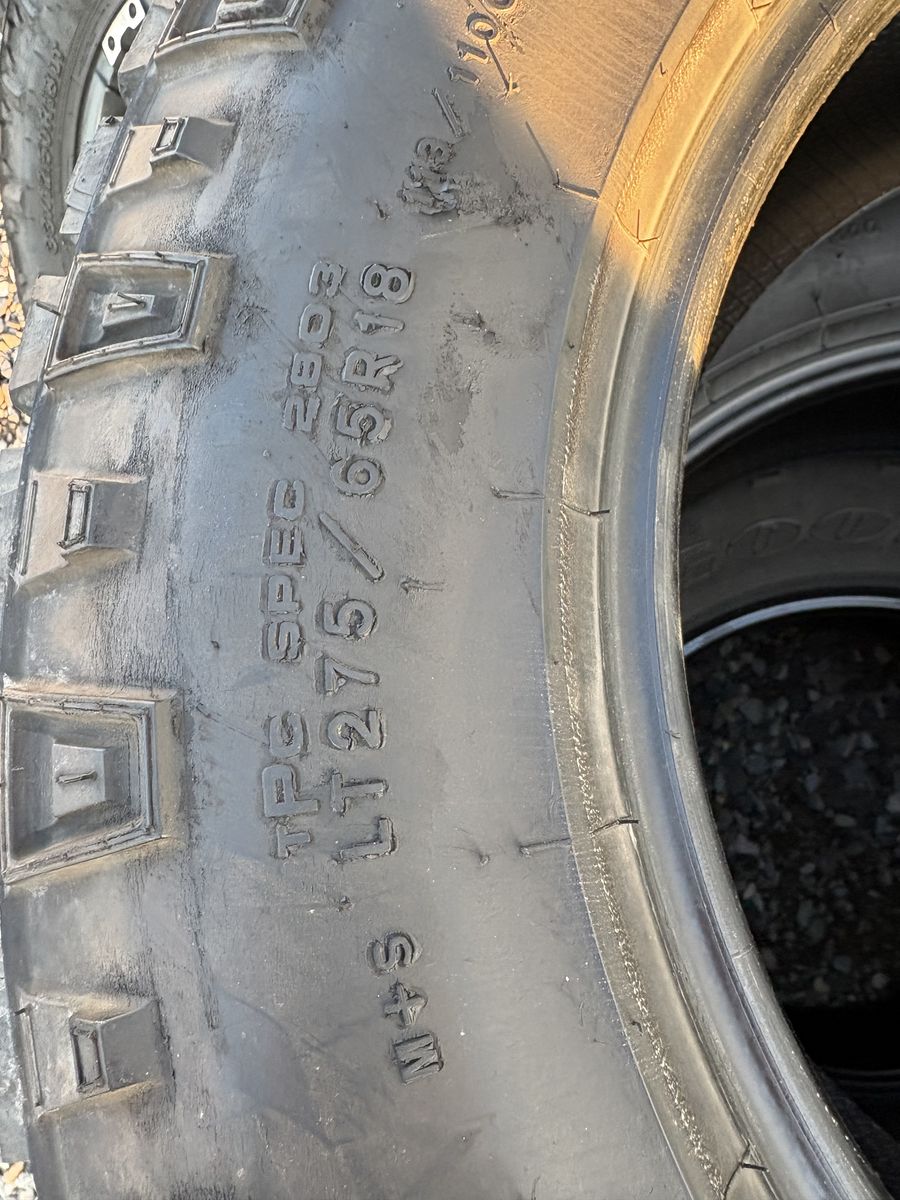 TPC SPEC 2803
LT275/65R18
M+S